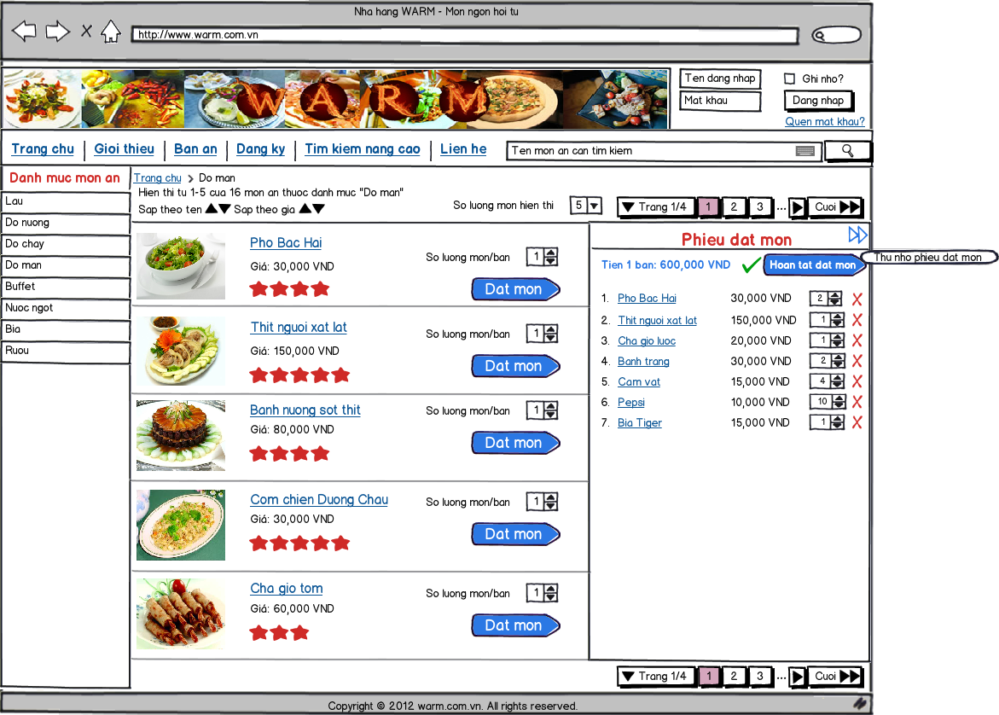 Nha hang WARM - Mon ngon hoi tu
http://www.warm.com.vn
WARM
Ten dang nhap
Ghi nho?
Mat khau
Dang nhap
Quen mat khau?
Trang chu | Gioi thieu | Ban an | Dang ky | Tim kiem nang cao | Lien he
Ten mon an can tim kiem
Danh muc mon an
Lau
Do nuong
Do chay
Do man
Buffet
Nuoc ngot
Bia
Ruou
Trang chu > Do man
Hien thi tu 1-5 cua 16 mon an thuoc danh muc "Do man"
Sap theo ten ▲▼ Sap theo gia ▲▼
So luong mon hien thi 5
Trang 1/4 1 2 3 ... Cuoi
Pho Bac Hai
Giá: 30,000 VND
So luong mon/ban 1
Dat mon
Thit nguoi xat lat
Giá: 150,000 VND
So luong mon/ban 1
Dat mon
Banh nuong sot thit
Giá: 80,000 VND
So luong mon/ban 1
Dat mon
Com chien Duong Chau
Giá: 30,000 VND
So luong mon/ban 1
Dat mon
Cha gio tom
Giá: 60,000 VND
So luong mon/ban 1
Dat mon
Phieu dat mon
Thu nho phieu dat mon
Tien 1 ban: 600,000 VND
Hoan tat dat mon
1. Pho Bac Hai 30,000 VND 2 X
2. Thit nguoi xat lat 150,000 VND 1 X
3. Cha gio luoc 20,000 VND 1 X
4. Banh trang 30,000 VND 2 X
5. Cam vat 15,000 VND 4 X
6. Pepsi 10,000 VND 10 X
7. Bia Tiger 15,000 VND 1 X
Trang 1/4 1 2 3 ... Cuoi
Copyright © 2012 warm.com.vn. All rights reserved.